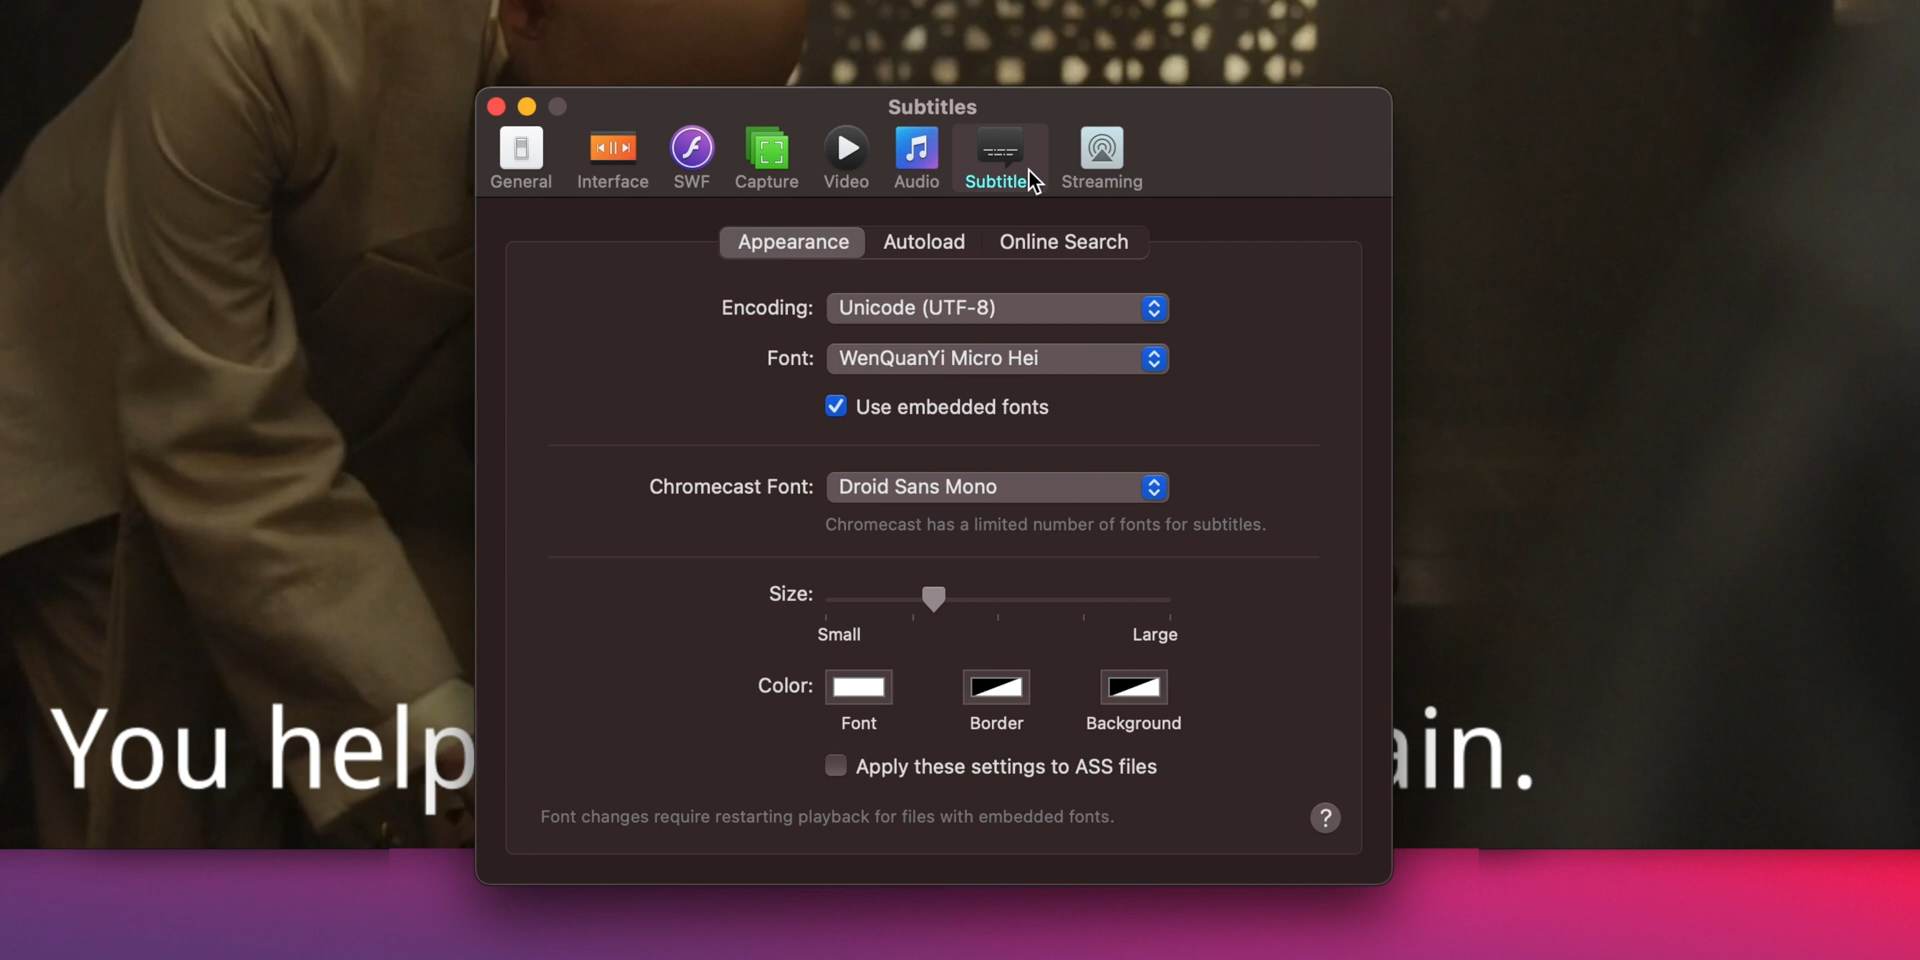 Subtitles
General Interface SWF Capture Video Audio Subtitle Streaming
Appearance Autoload Online Search
Encoding: Unicode (UTF-8)
Font: WenQuanYi Micro Hei
Use embedded fonts
Chromecast Font: Droid Sans Mono
Chromecast has a limited number of fonts for subtitles.
Size:
Small Large
Color:
Font Border Background
You help ain.
Apply these settings to ASS files
Font changes require restarting playback for files with embedded fonts. ?